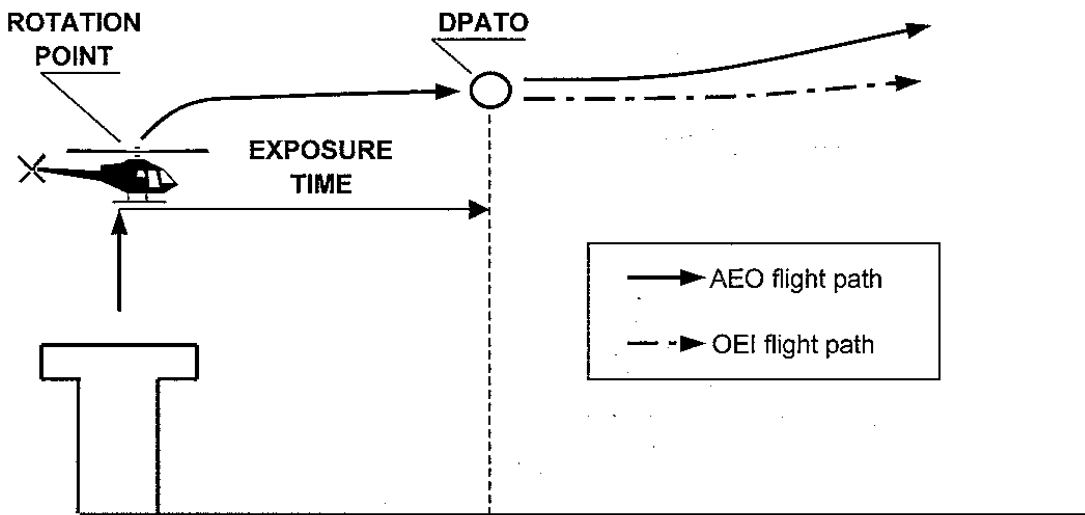 ROTATION
POINT
DPATO
EXPOSURE
TIME
AEO flight path
OEI flight path